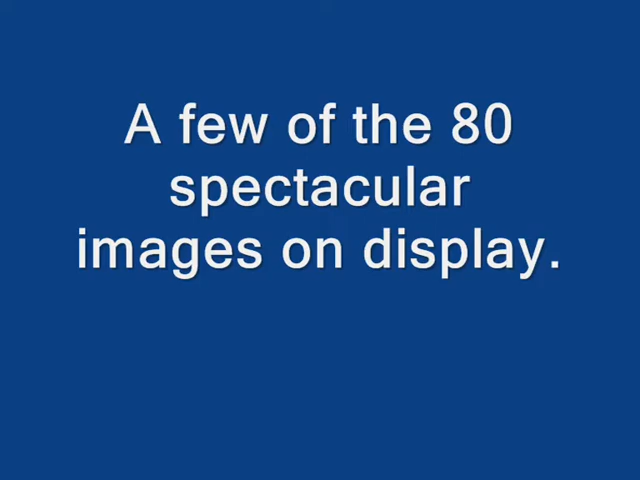 A few of the 80
spectacular
images on display.